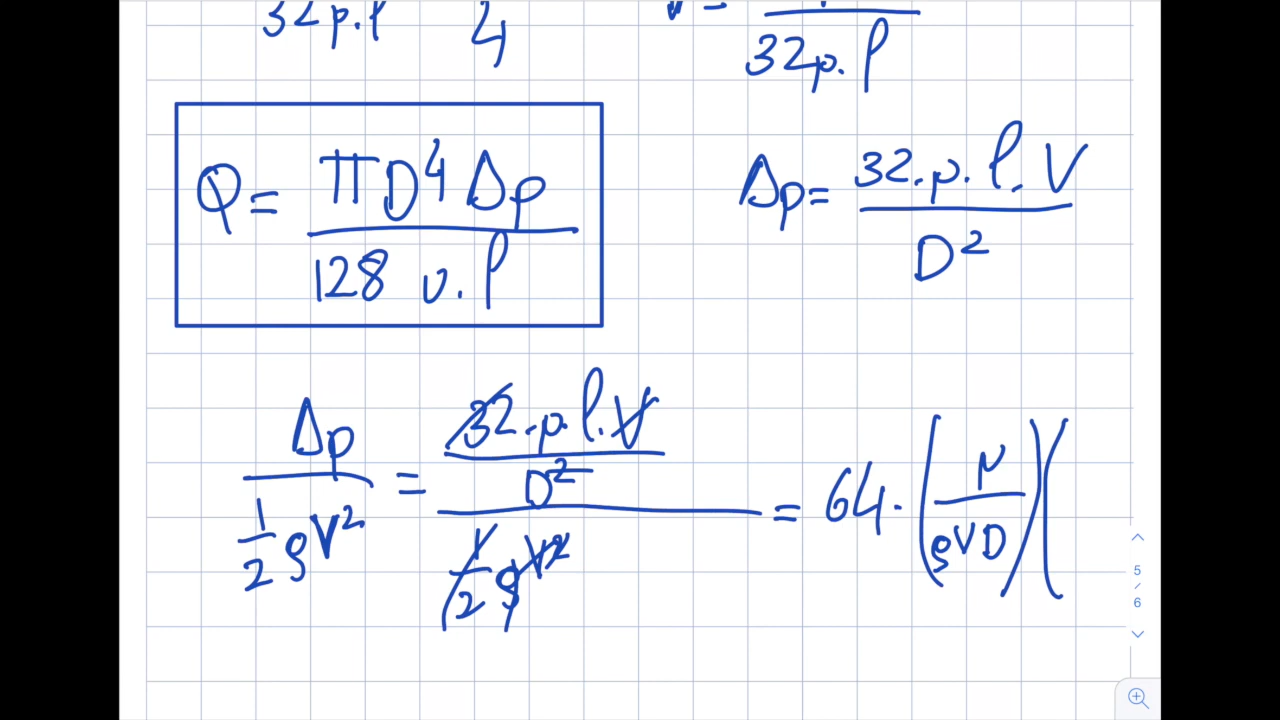 32μ.l 4 V = 32μ.l
Q = πD⁴Δp / 128 μ.l
Δp = 32.μ.l.V / D²
Δp / ½ρV² = (32.μ.l.V / D²) / ½ρV² = 64.(μ / ρVD)(
5
/
6